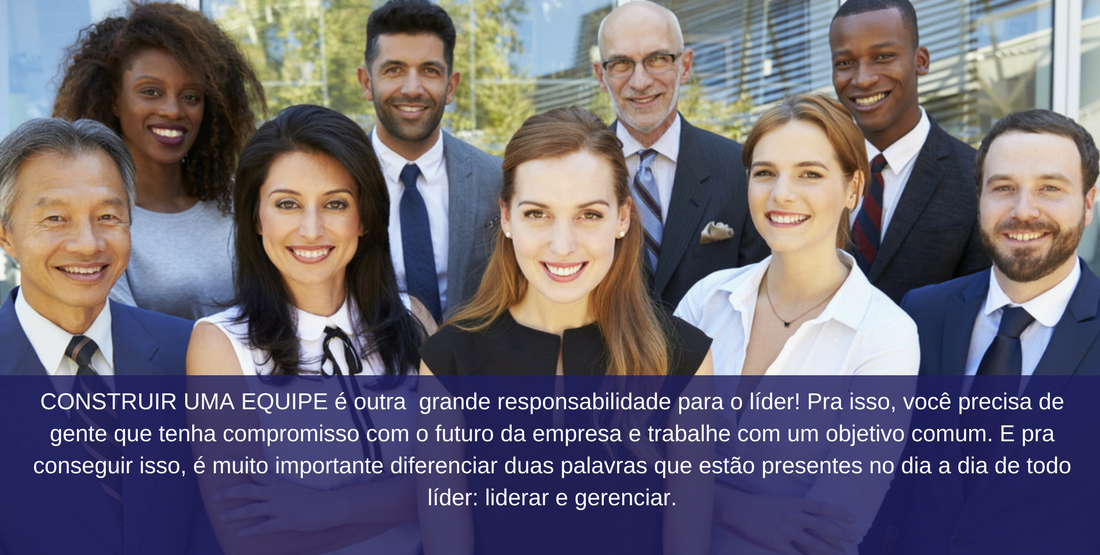 CONSTRUIR UMA EQUIPE é outra  grande responsabilidade para o líder! Pra isso, você precisa de
gente que tenha compromisso com o futuro da empresa e trabalhe com um objetivo comum. E pra
conseguir isso, é muito importante diferenciar duas palavras que estão presentes no dia a dia de todo
líder: liderar e gerenciar.